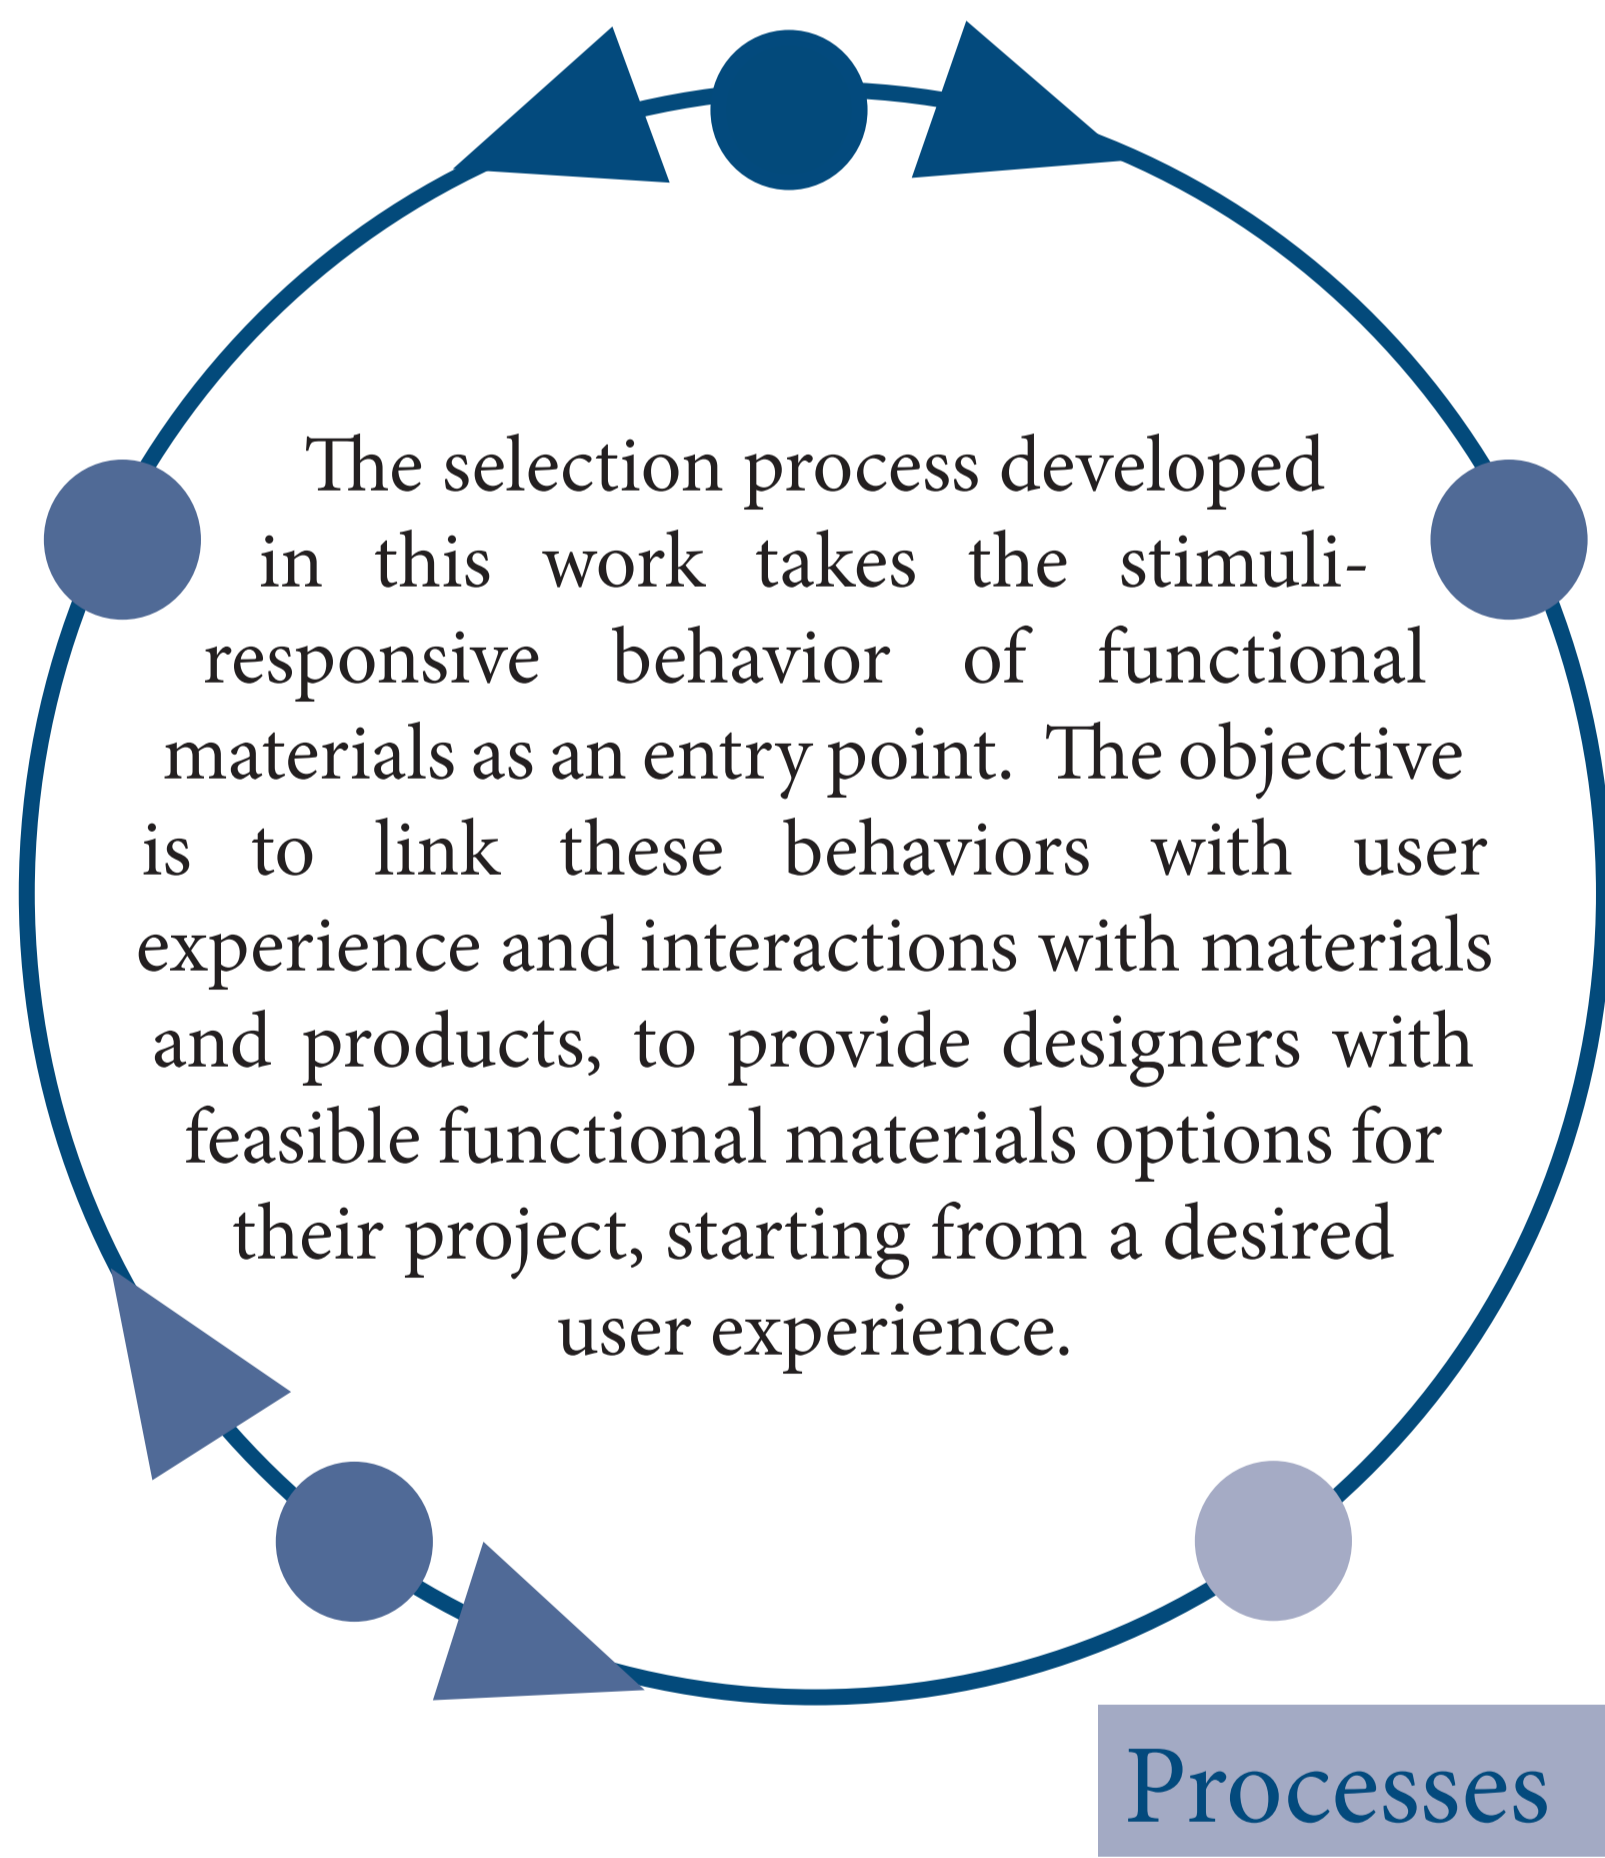 The selection process developed
in this work takes the stimuli-
responsive behavior of functional
materials as an entry point. The objective
is to link these behaviors with user
experience and interactions with materials
and products, to provide designers with
feasible functional materials options for
their project, starting from a desired
user experience.
Processes